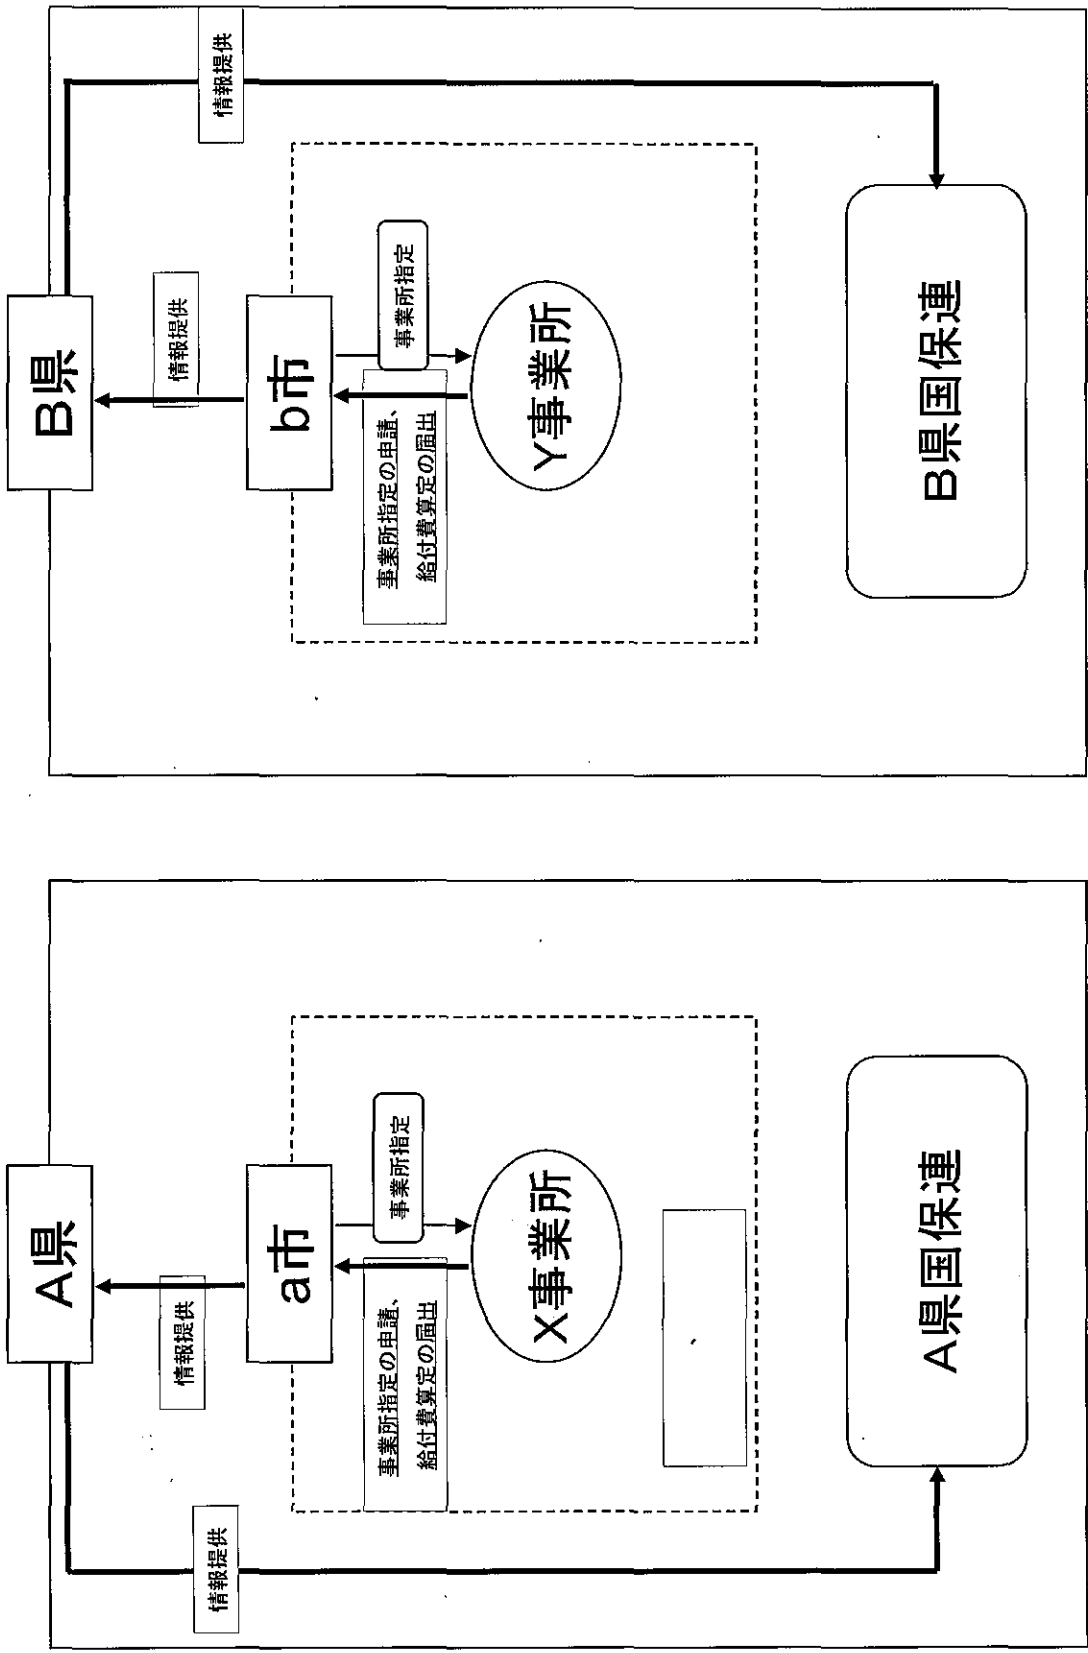 A県
情報提供
情報提供
a市
事業所指定の申請、
給付費算定の届出
事業所指定
X事業所
A県国保連
B県
情報提供
情報提供
b市
事業所指定の申請、
給付費算定の届出
事業所指定
Y事業所
B県国保連